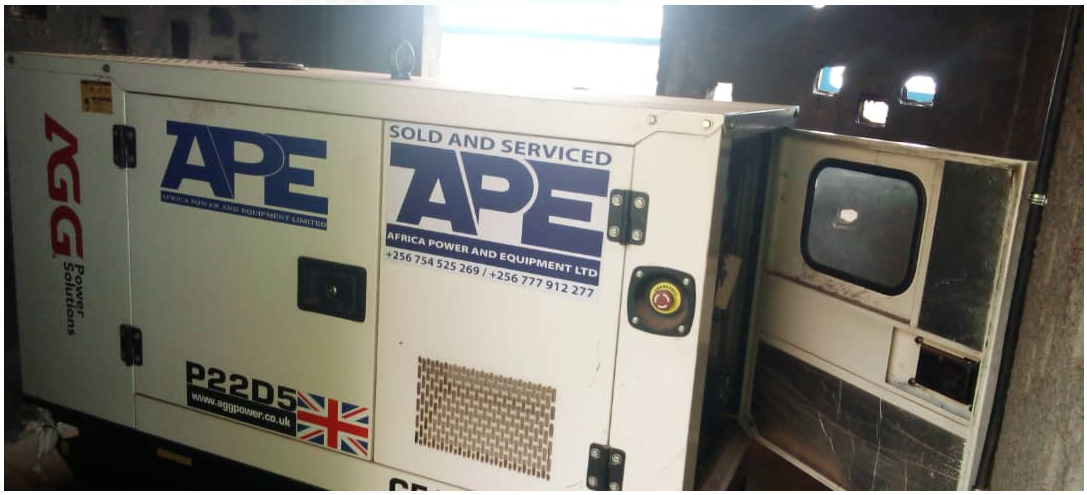 AGG
Power
Solutions
APE
AFRICA POWER AND EQUIPMENT LIMITED
P22D5
www.aggpower.co.uk
SOLD AND SERVICED
APE
AFRICA POWER AND EQUIPMENT LTD
+256 754 525 269 / +256 777 912 277